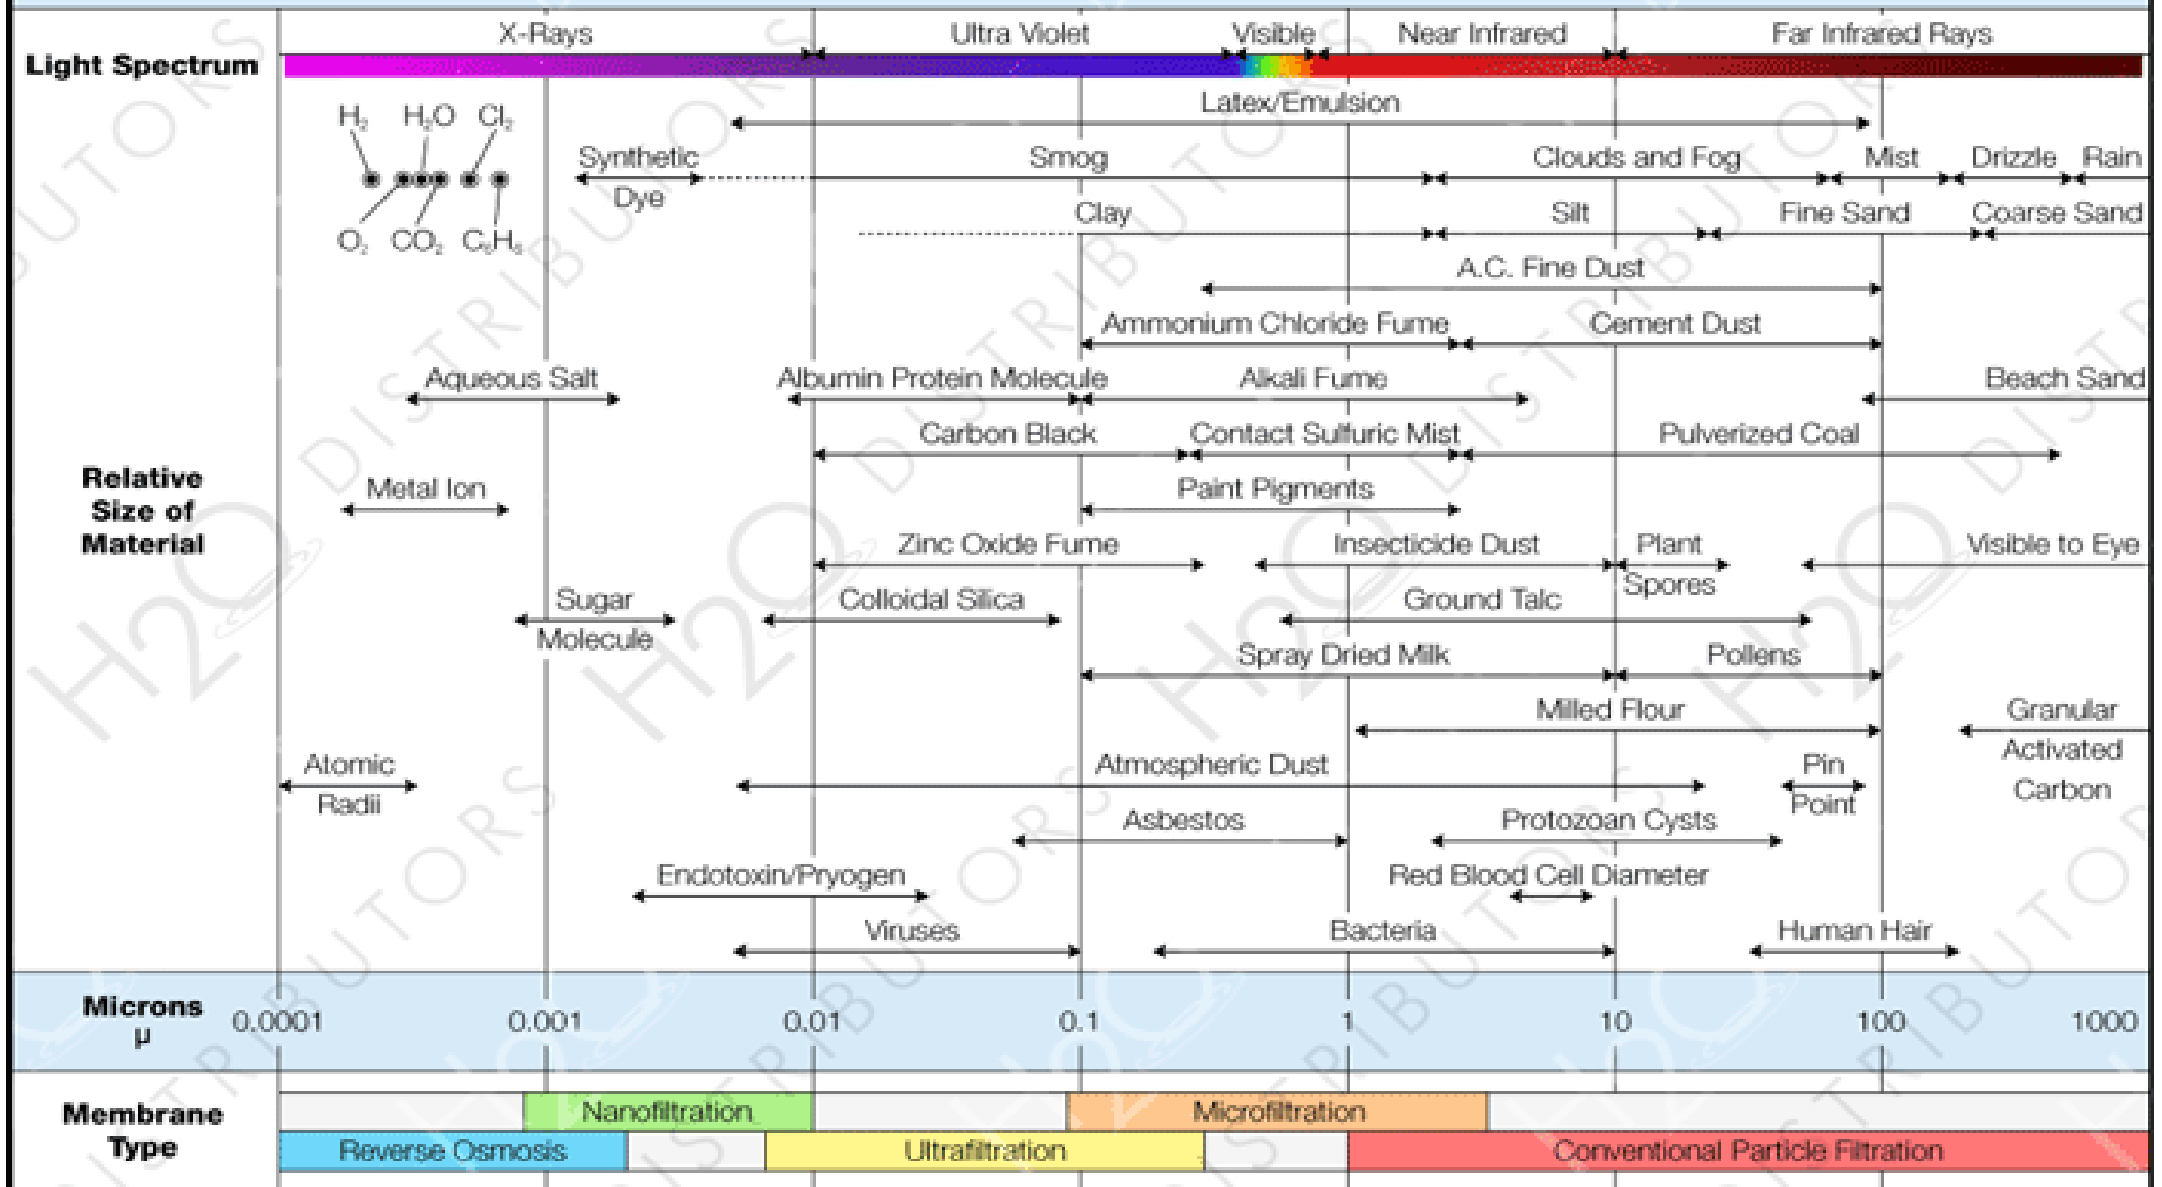 X-Rays Ultra Violet Visible Near Infrared Far Infrared Rays
Light Spectrum
Latex/Emulsion
H₂ H₂O Cl₂
Synthetic Smog Clouds and Fog Mist Drizzle Rain
Dye
Clay Silt Fine Sand Coarse Sand
O₂ CO₂ C₆H₆
A.C. Fine Dust
Ammonium Chloride Fume Cement Dust
Aqueous Salt Albumin Protein Molecule Alkali Fume Beach Sand
Carbon Black Contact Sulfuric Mist Pulverized Coal
Relative
Size of
Material
Metal Ion Paint Pigments
Zinc Oxide Fume Insecticide Dust Plant Visible to Eye
Spores
Sugar Colloidal Silica Ground Talc
Molecule
Spray Dried Milk Pollens
Milled Flour Granular
Activated
Carbon
Atomic Atmospheric Dust Pin
Radii Point
Asbestos Protozoan Cysts
Endotoxin/Pryogen Red Blood Cell Diameter
Viruses Bacteria Human Hair
Microns
µ
0.0001 0.001 0.01 0.1 1 10 100 1000
Membrane
Type
Nanofiltration Microfiltration
Reverse Osmosis Ultrafiltration Conventional Particle Filtration
H2O DISTRIBUTORS